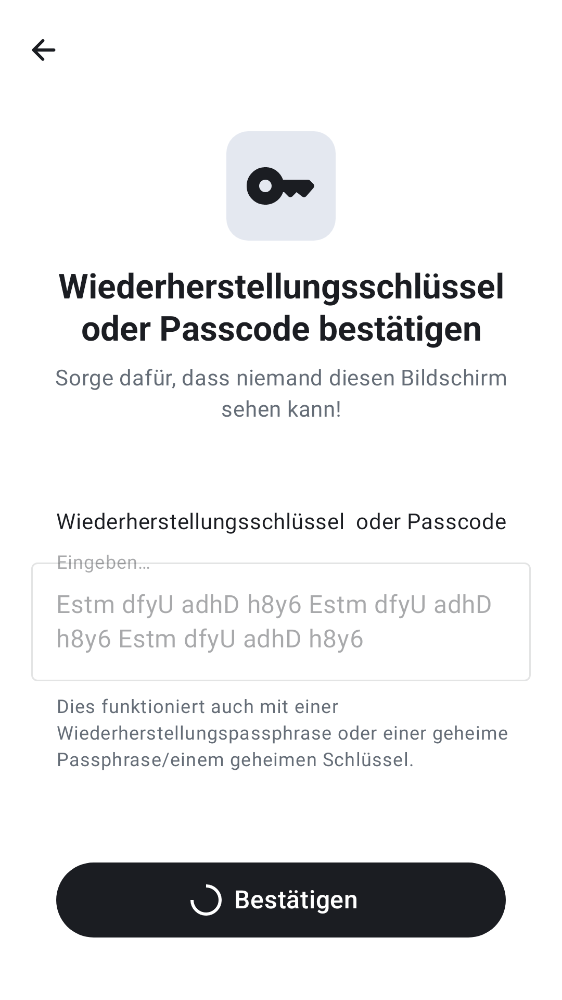 Wiederherstellungsschlüssel
oder Passcode bestätigen
Sorge dafür, dass niemand diesen Bildschirm
sehen kann!
Wiederherstellungsschlüssel  oder Passcode
Eingeben…
Estm dfyU adhD h8y6 Estm dfyU adhD
h8y6 Estm dfyU adhD h8y6
Dies funktioniert auch mit einer
Wiederherstellungspassphrase oder einer geheime
Passphrase/einem geheimen Schlüssel.
Bestätigen